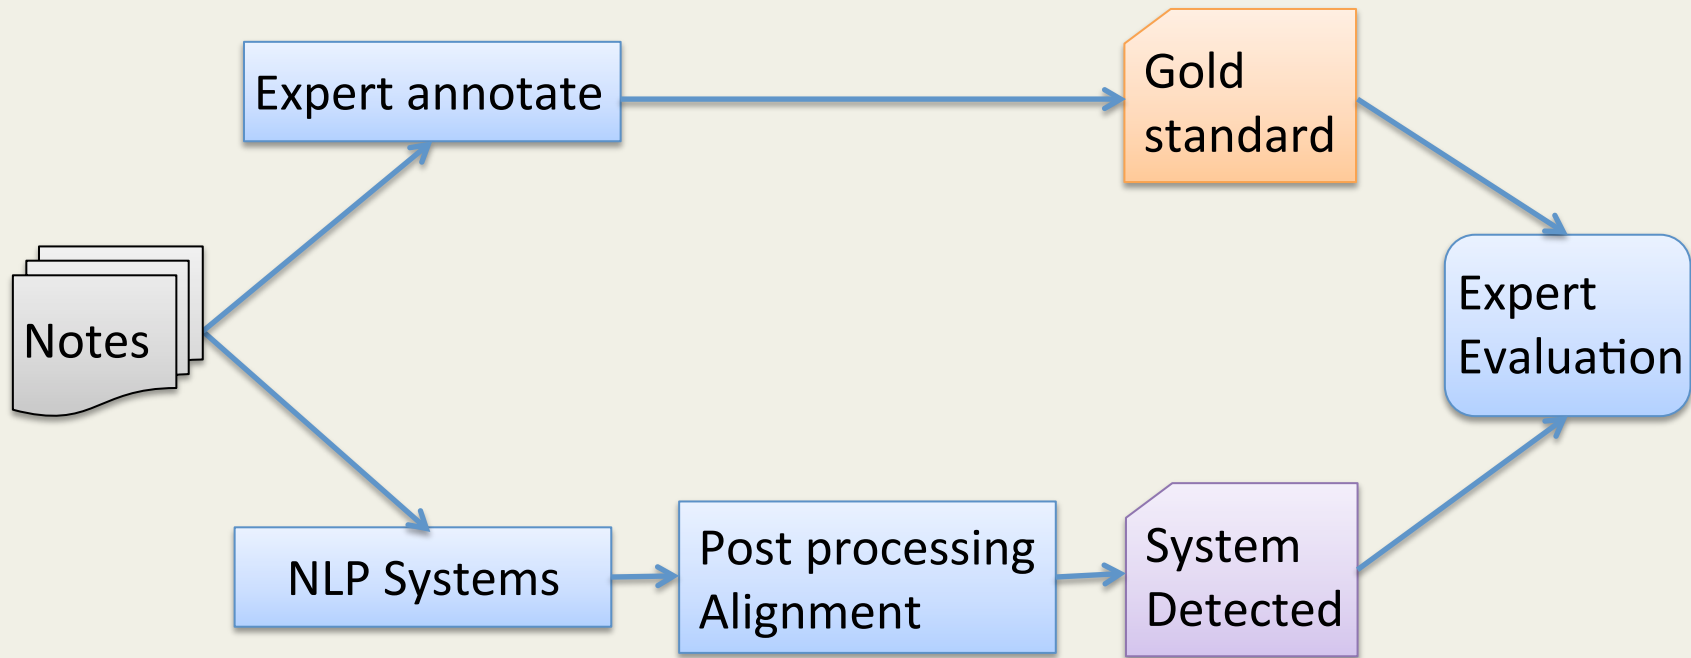 Expert annotate
Gold
standard
Notes
Expert
Evaluation
NLP Systems
Post processing
Alignment
System
Detected